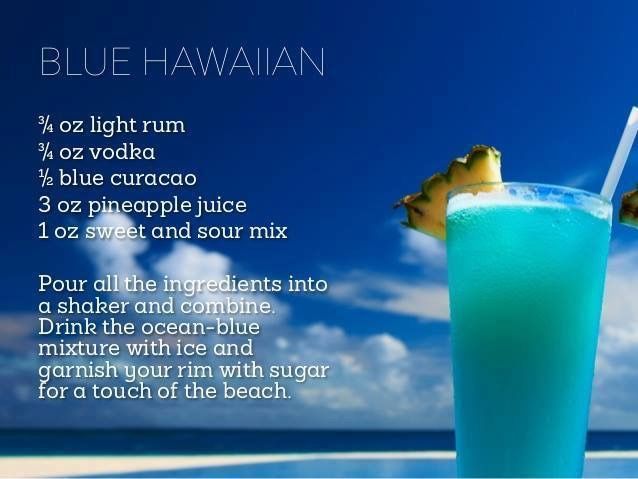 BLUE HAWAIIAN
¾ oz light rum
¾ oz vodka
½ blue curacao
3 oz pineapple juice
1 oz sweet and sour mix
Pour all the ingredients into
a shaker and combine.
Drink the ocean-blue
mixture with ice and
garnish your rim with sugar
for a touch of the beach.